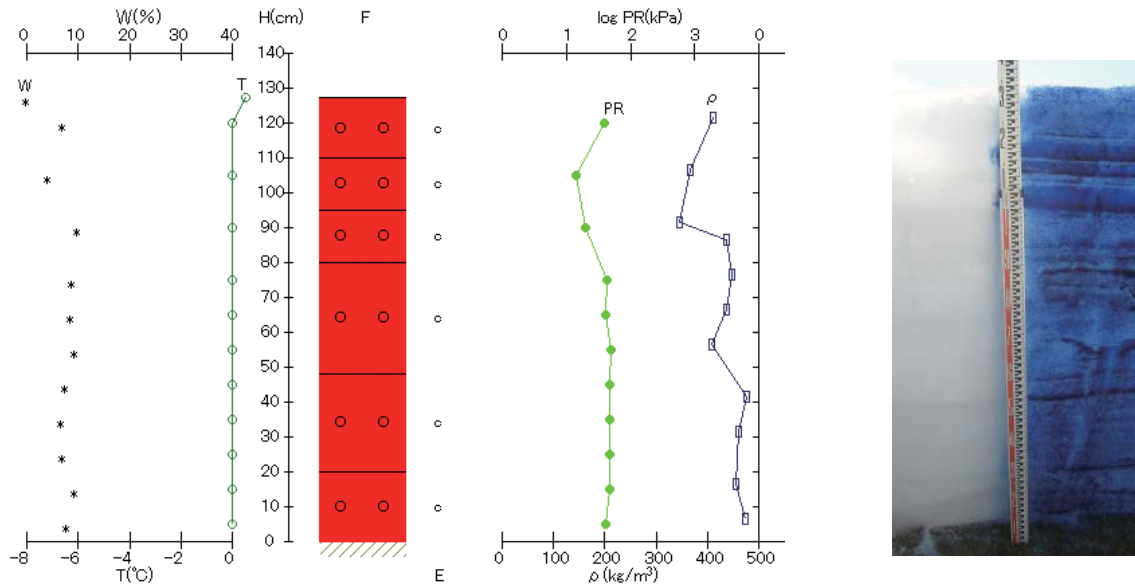 W(%) H(cm) F log PR(kPa)
0 10 30 40 0 1 1 3 0
140
W T 130 PR ρ
120 c
110
100 c
90 c
80
70
60 c
50
40
30 c
20
10 c
-8 -6 -4 -2 0 0 0 100 200 300 400 500
T(℃) E ρ(kg/m³)